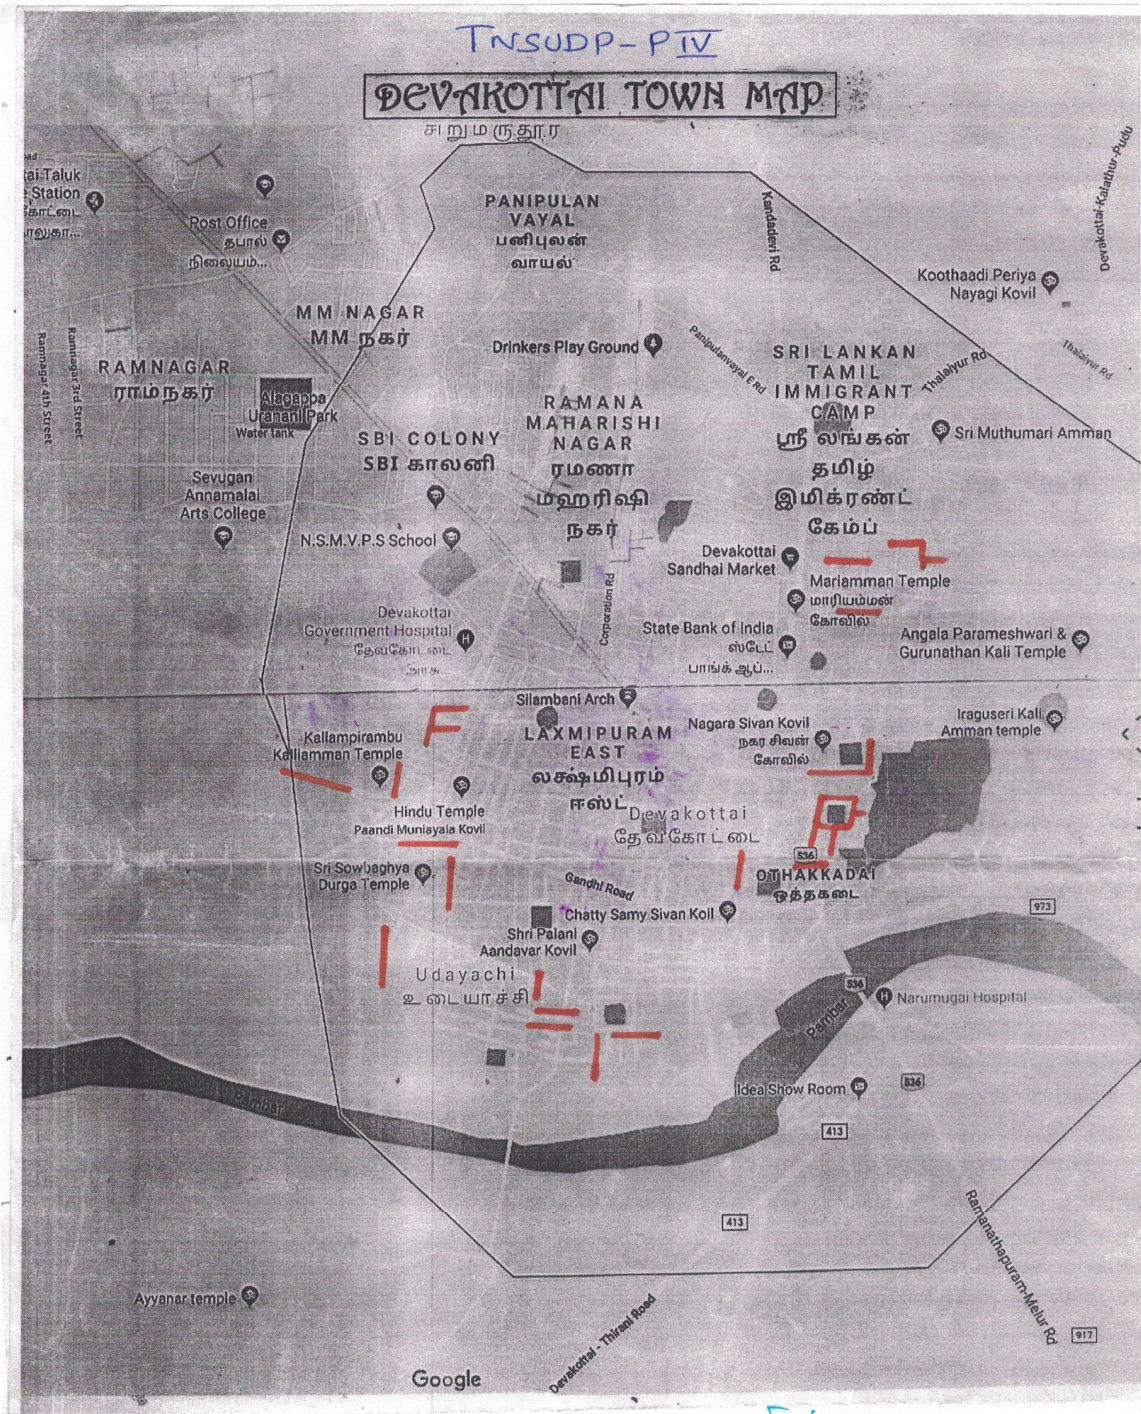 TNSUDP-P IV
DEVAKOTTAI TOWN MAP
சிறுமருதூர்
tai Taluk
Station
கோட்டை
ாலுகா...
Post Office
தபால்
நிலையம்...
PANIPULAN
VAYAL
பனிபுலன்
வாயல்
Kandadevi Rd
Devakottai-Kalathur-Pudu
Koothaadi Periya
Nayagi Kovil
MM NAGAR
MM நகர்
RAMNAGAR
ராம்நகர்
Ramnagar 4th Street
Ramnagar 3rd Street
Alagappa
Uranani Park
Water tank
Drinkers Play Ground
Panipulanvayal E Rd
SRI LANKAN
TAMIL
IMMIGRANT
CAMP
ஸ்ரீ லங்கன்
தமிழ்
இமிக்ரண்ட்
கேம்ப்
Thalaiyur Rd
Thalaiyur Rd
RAMANA
MAHARISHI
NAGAR
ரமணா
மஹரிஷி
நகர்
Sri Muthumari Amman
SBI COLONY
SBI காலனி
Sevugan
Annamalai
Arts College
N.S.M.V.P.S School
Devakottai
Sandhai Market
Mariamman Temple
மாரியம்மன்
கோவில்
Corporation Rd
Devakottai
Government Hospital
தேவகோட்டை
அரசு...
State Bank of India
ஸ்டேட்
பாங்க் ஆப்...
Angala Parameshwari &
Gurunathan Kali Temple
Silambani Arch
Kallampirambu
Kalliamman Temple
LAXMIPURAM
EAST
லக்ஷ்மிபுரம்
ஈஸ்ட்
Nagara Sivan Kovil
நகர சிவன்
கோவில்
Iraguseri Kali
Amman temple
Hindu Temple
Paandi Muniayaia Kovil
Devakottai
தேவகோட்டை
Sri Sowbaghya
Durga Temple
536
OTHAKKADAI
ஒத்தகடை
Gandhi Road
Chatty Samy Sivan Koil
973
Shri Palani
Aandavar Kovil
Udayachi
உடையாச்சி
536
Narumugai Hospital
Pambar
Idea Show Room
536
Pambar
413
413
Ramanathapuram-Melur Rd
Ayyanar temple
Devakottai - Thirani Road
917
Google